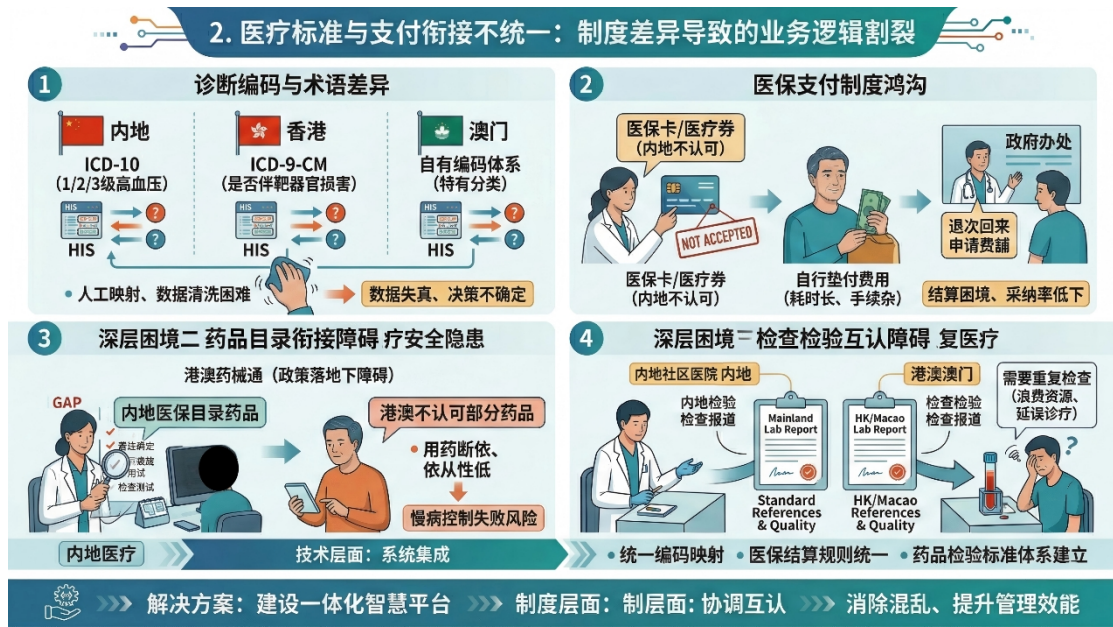 2. 医疗标准与支付衔接不统一：制度差异导致的业务逻辑割裂
1
诊断编码与术语差异
内地
ICD-10
(1/2/3级高血压)
HIS
?
?
HIS
香港
ICD-9-CM
(是否伴靶器官损害)
HIS
?
?
HIS
澳门
自有编码体系
(特有分类)
HIS
?
?
HIS
• 人工映射、数据清洗困难
数据失真、决策不确定
2
医保支付制度鸿沟
医保卡/医疗券
(内地不认可)
NOT ACCEPTED
医保卡/医疗券
(内地不认可)
自行垫付费用
(耗时长、手续杂)
政府办处
退次回来
申请费舖
结算困境、采纳率低下
3
深层困境二 药品目录衔接障碍 疗安全隐患
港澳药械通（政策落地下障碍）
GAP
内地医保目录药品
检查测试
港澳不认可部分药品
• 用药断依、
依从性低
慢病控制失败风险
4
深层困境 检查检验互认障碍 复医疗
内地社区医院 内地
内地检验
检查报道
Mainland
Lab Report
Standard
References
& Quality
港澳澳门
HK/Macao
Lab Report
HK/Macao
References
& Quality
检查检验
检查报道
需要重复检查
(浪费资源、
延误诊疗)
?
内地医疗
技术层面：系统集成
• 统一编码映射 • 医保结算规则统一 • 药品检验标准体系建立
解决方案：建设一体化智慧平台
制度层面：制层面: 协调互认
消除混乱、提升管理效能